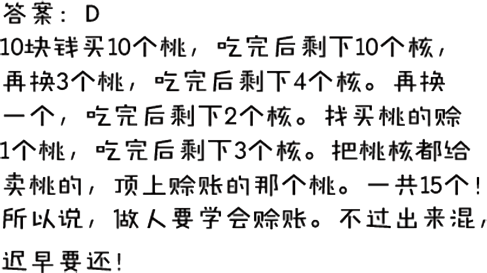 答案：D
10块钱买10个桃，吃完后剩下10个核，
再换3个桃，吃完后剩下4个核。再换
一个，吃完后剩下2个核。找买桃的赊
1个桃，吃完后剩下3个核。把桃核都给
卖桃的，顶上赊账的那个桃。一共15个！
所以说，做人要学会赊账。不过出来混，
迟早要还！